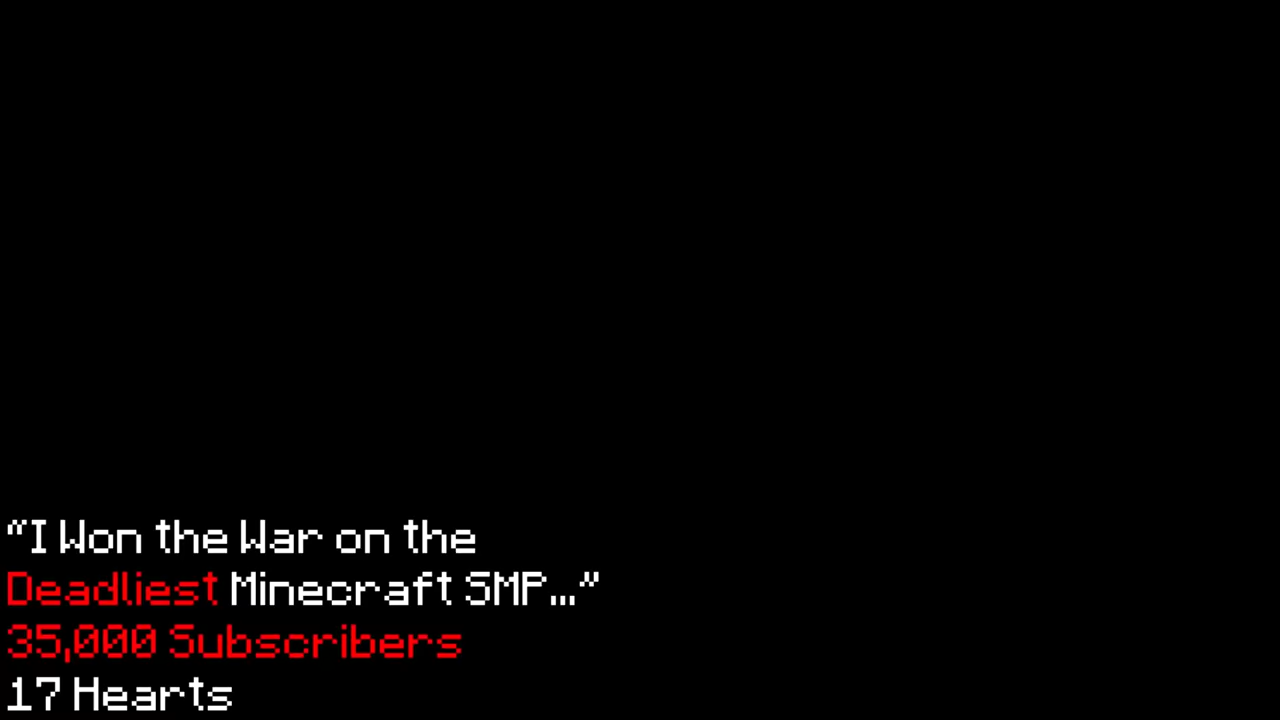 “I Won the War on the
Deadliest Minecraft SMP...”
35,000 Subscribers
17 Hearts